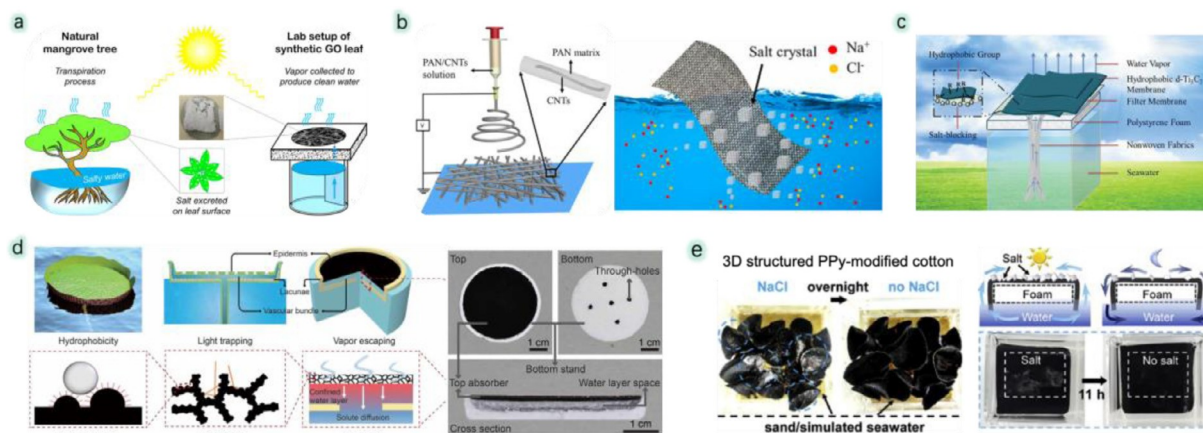 a
Natural
mangrove tree
Transpiration
process
Salty water
Salt excreted
on leaf surface
Lab setup of
synthetic GO leaf
Vapor collected to
produce clean water
b
PAN/CNTs
solution
V
PAN matrix
CNTs
Salt crystal
Na⁺
Cl⁻
c
Hydrophobic Group
Salt-blocking
Water Vapor
Hydrophobic d-Ti₃C₂
Membrane
Filter Membrane
Polystyrene Foam
Nonwoven Fabrics
Seawater
d
Epidermis
Lacunae
Vascular bundle
Hydrophobicity
Light trapping
Vapor escaping
Confined
water layer
Solute diffusion
Top
Bottom
Through-holes
1 cm
1 cm
Bottom stand
Top absorber
Water layer space
Cross section
1 cm
e
3D structured PPy-modified cotton
NaCl
overnight
no NaCl
sand/simulated seawater
Salt
Foam
Water
Foam
Water
Salt
No salt
11 h